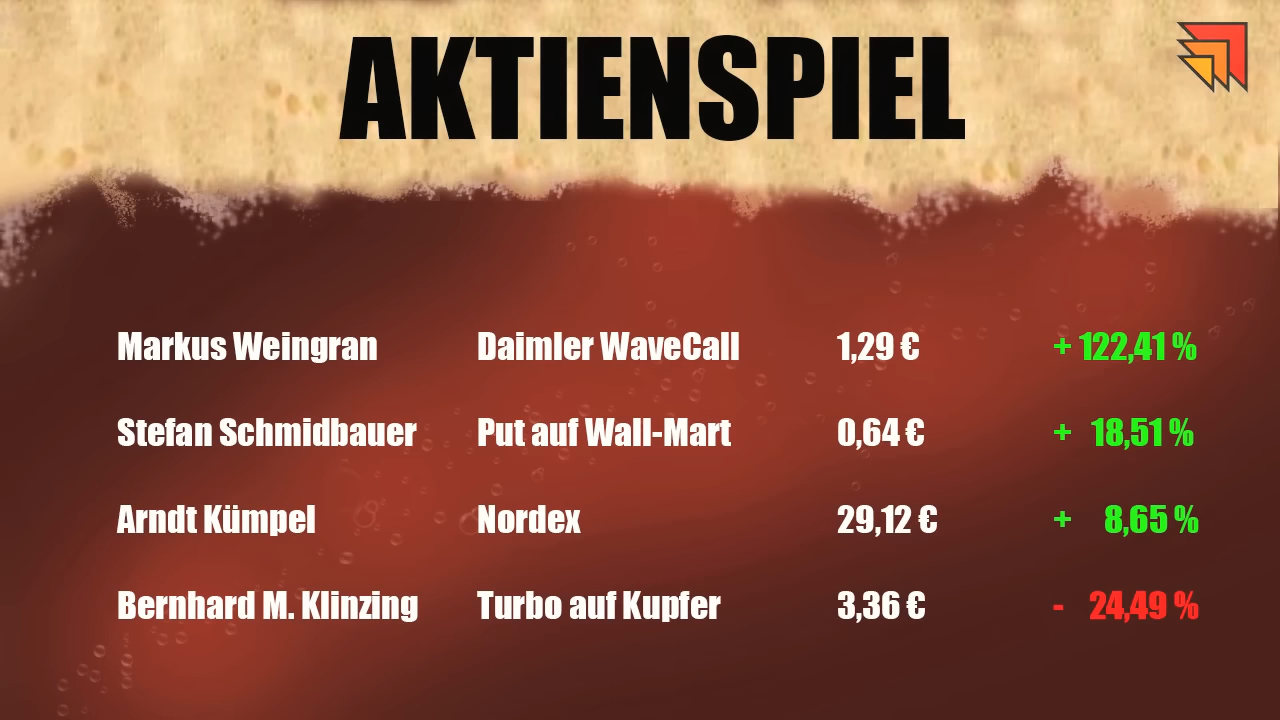 AKTIENSPIEL
Markus Weingran Daimler WaveCall 1,29 € + 122,41 %
Stefan Schmidbauer Put auf Wall-Mart 0,64 € + 18,51 %
Arndt Kümpel Nordex 29,12 € + 8,65 %
Bernhard M. Klinzing Turbo auf Kupfer 3,36 € - 24,49 %